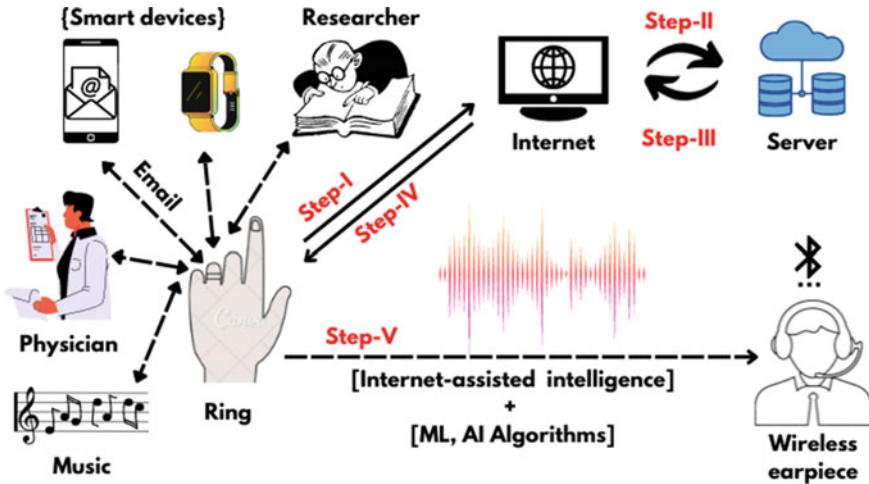 {Smart devices}
Researcher
@
Email
Internet
Step-II
Step-III
Server
Step-I
Step-IV
Physician
Canva
Ring
Music
Step-V
[Internet-assisted intelligence]
+
[ML, AI Algorithms]
Wireless
earpiece